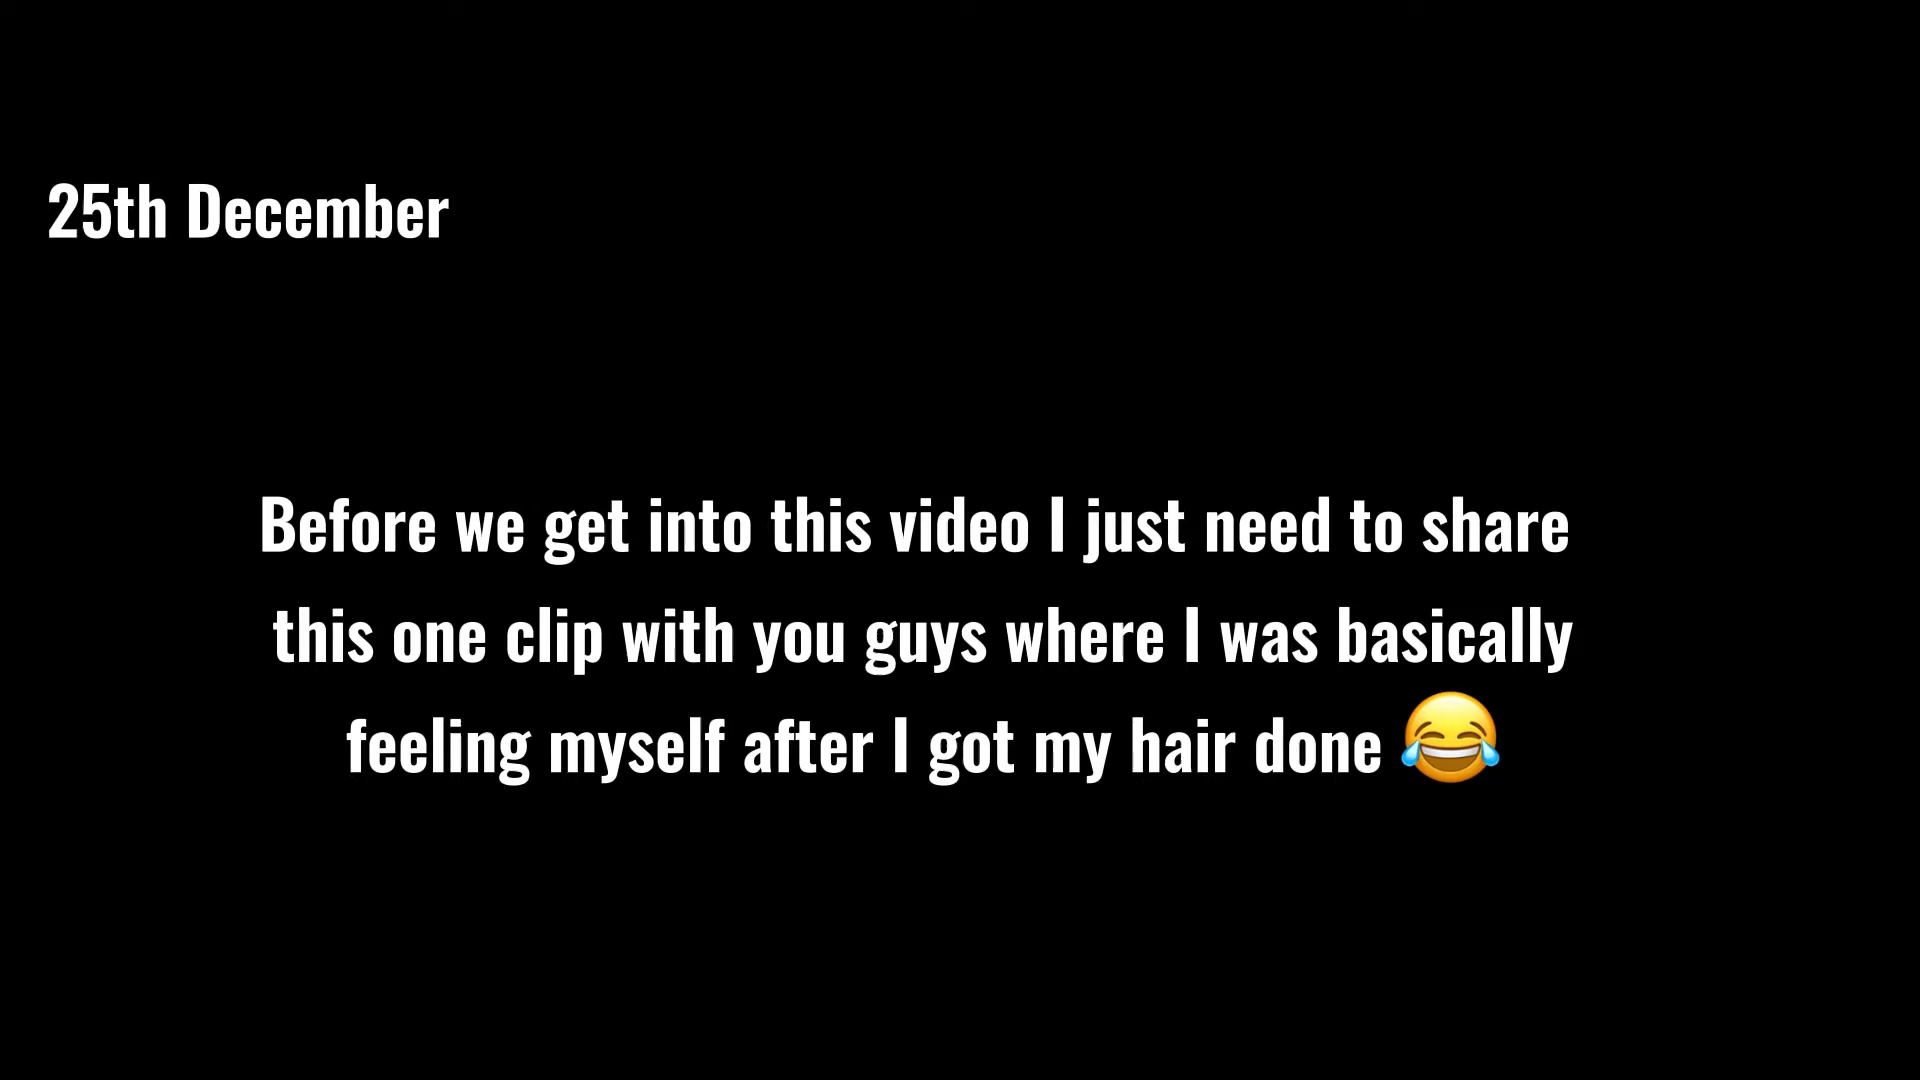 25th December
Before we get into this video I just need to share
this one clip with you guys where I was basically
feeling myself after I got my hair done 😂